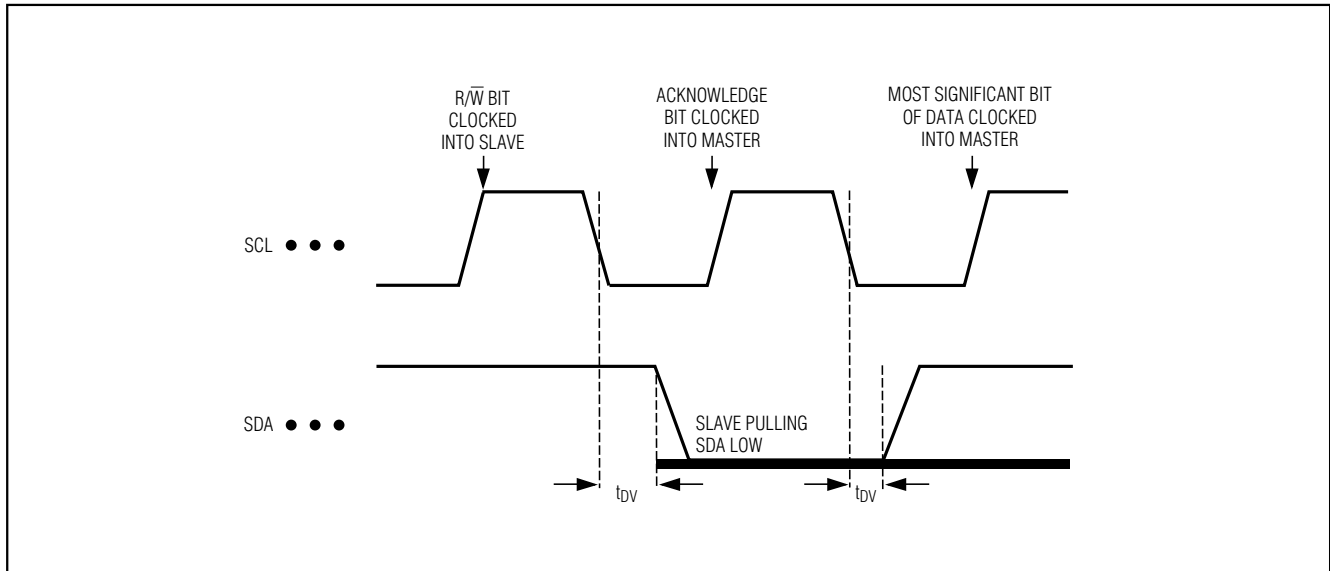 R/W̅ BIT
CLOCKED
INTO SLAVE
ACKNOWLEDGE
BIT CLOCKED
INTO MASTER
MOST SIGNIFICANT BIT
OF DATA CLOCKED
INTO MASTER
SCL
SDA
SLAVE PULLING
SDA LOW
tDV
tDV